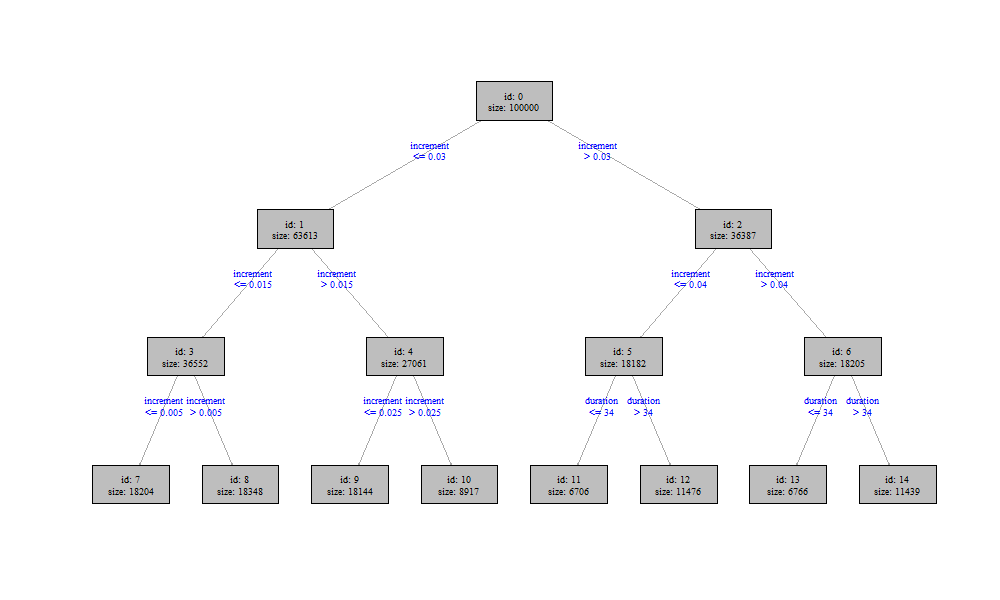 id: 0
size: 100000
increment
<= 0.03
increment
> 0.03
id: 1
size: 63613
id: 2
size: 36387
increment
<= 0.015
increment
> 0.015
increment
<= 0.04
increment
> 0.04
id: 3
size: 36552
id: 4
size: 27061
id: 5
size: 18182
id: 6
size: 18205
increment
<= 0.005
increment
> 0.005
increment
<= 0.025
increment
> 0.025
duration
<= 34
duration
> 34
duration
<= 34
duration
> 34
id: 7
size: 18204
id: 8
size: 18348
id: 9
size: 18144
id: 10
size: 8917
id: 11
size: 6706
id: 12
size: 11476
id: 13
size: 6766
id: 14
size: 11439